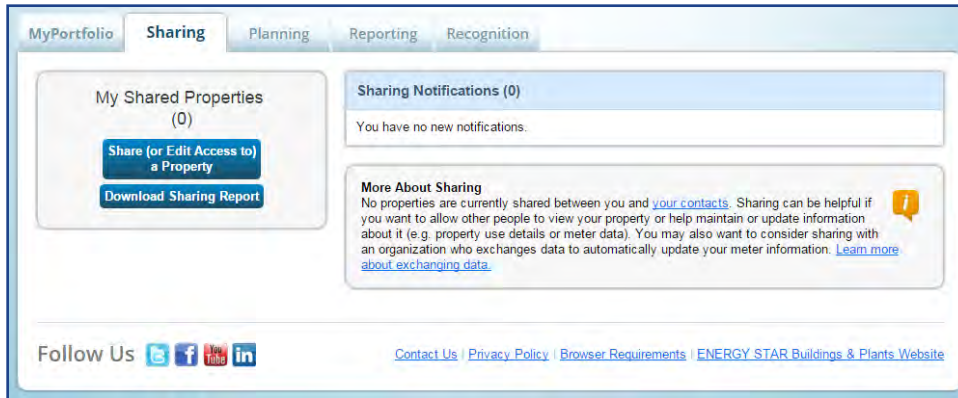 MyPortfolio Sharing Planning Reporting Recognition
My Shared Properties
(0)
Share (or Edit Access to)
a Property
Download Sharing Report
Sharing Notifications (0)
You have no new notifications.
More About Sharing
No properties are currently shared between you and your contacts. Sharing can be helpful if
you want to allow other people to view your property or help maintain or update information
about it (e.g. property use details or meter data). You may also want to consider sharing with
an organization who exchanges data to automatically update your meter information. Learn more
about exchanging data.
Follow Us
You
Tube
in
Contact Us | Privacy Policy | Browser Requirements | ENERGY STAR Buildings & Plants Website